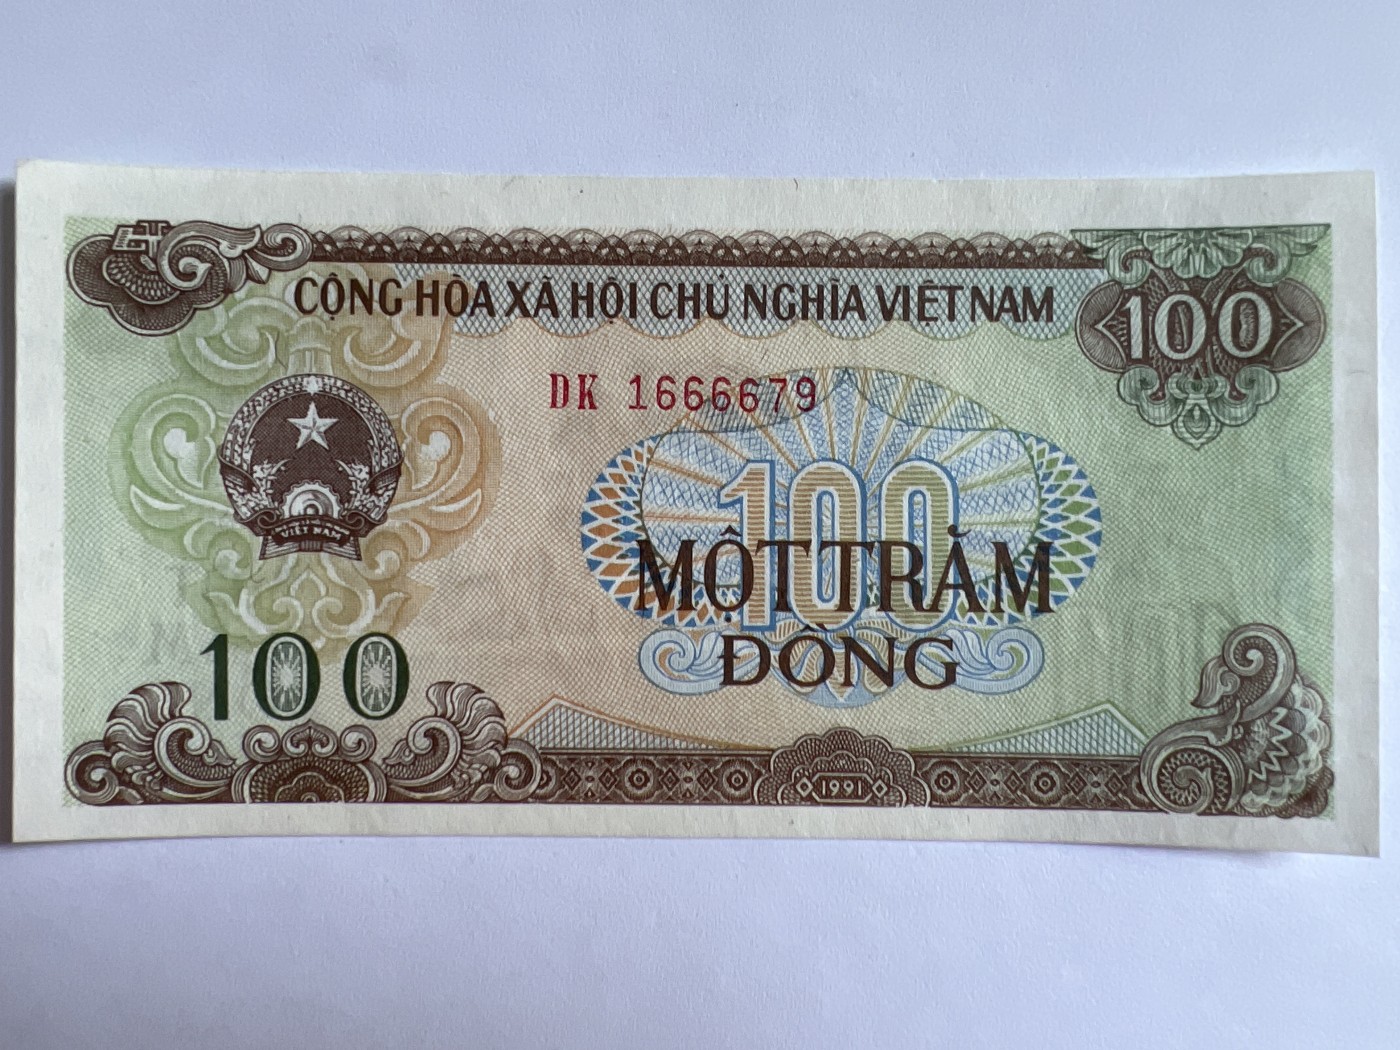 CỘNG HÒA XÃ HỘI CHỦ NGHĨA VIỆT NAM
100
DK 1666679
VIỆT NAM
100
MỘT TRĂM
ĐỒNG
100
1991